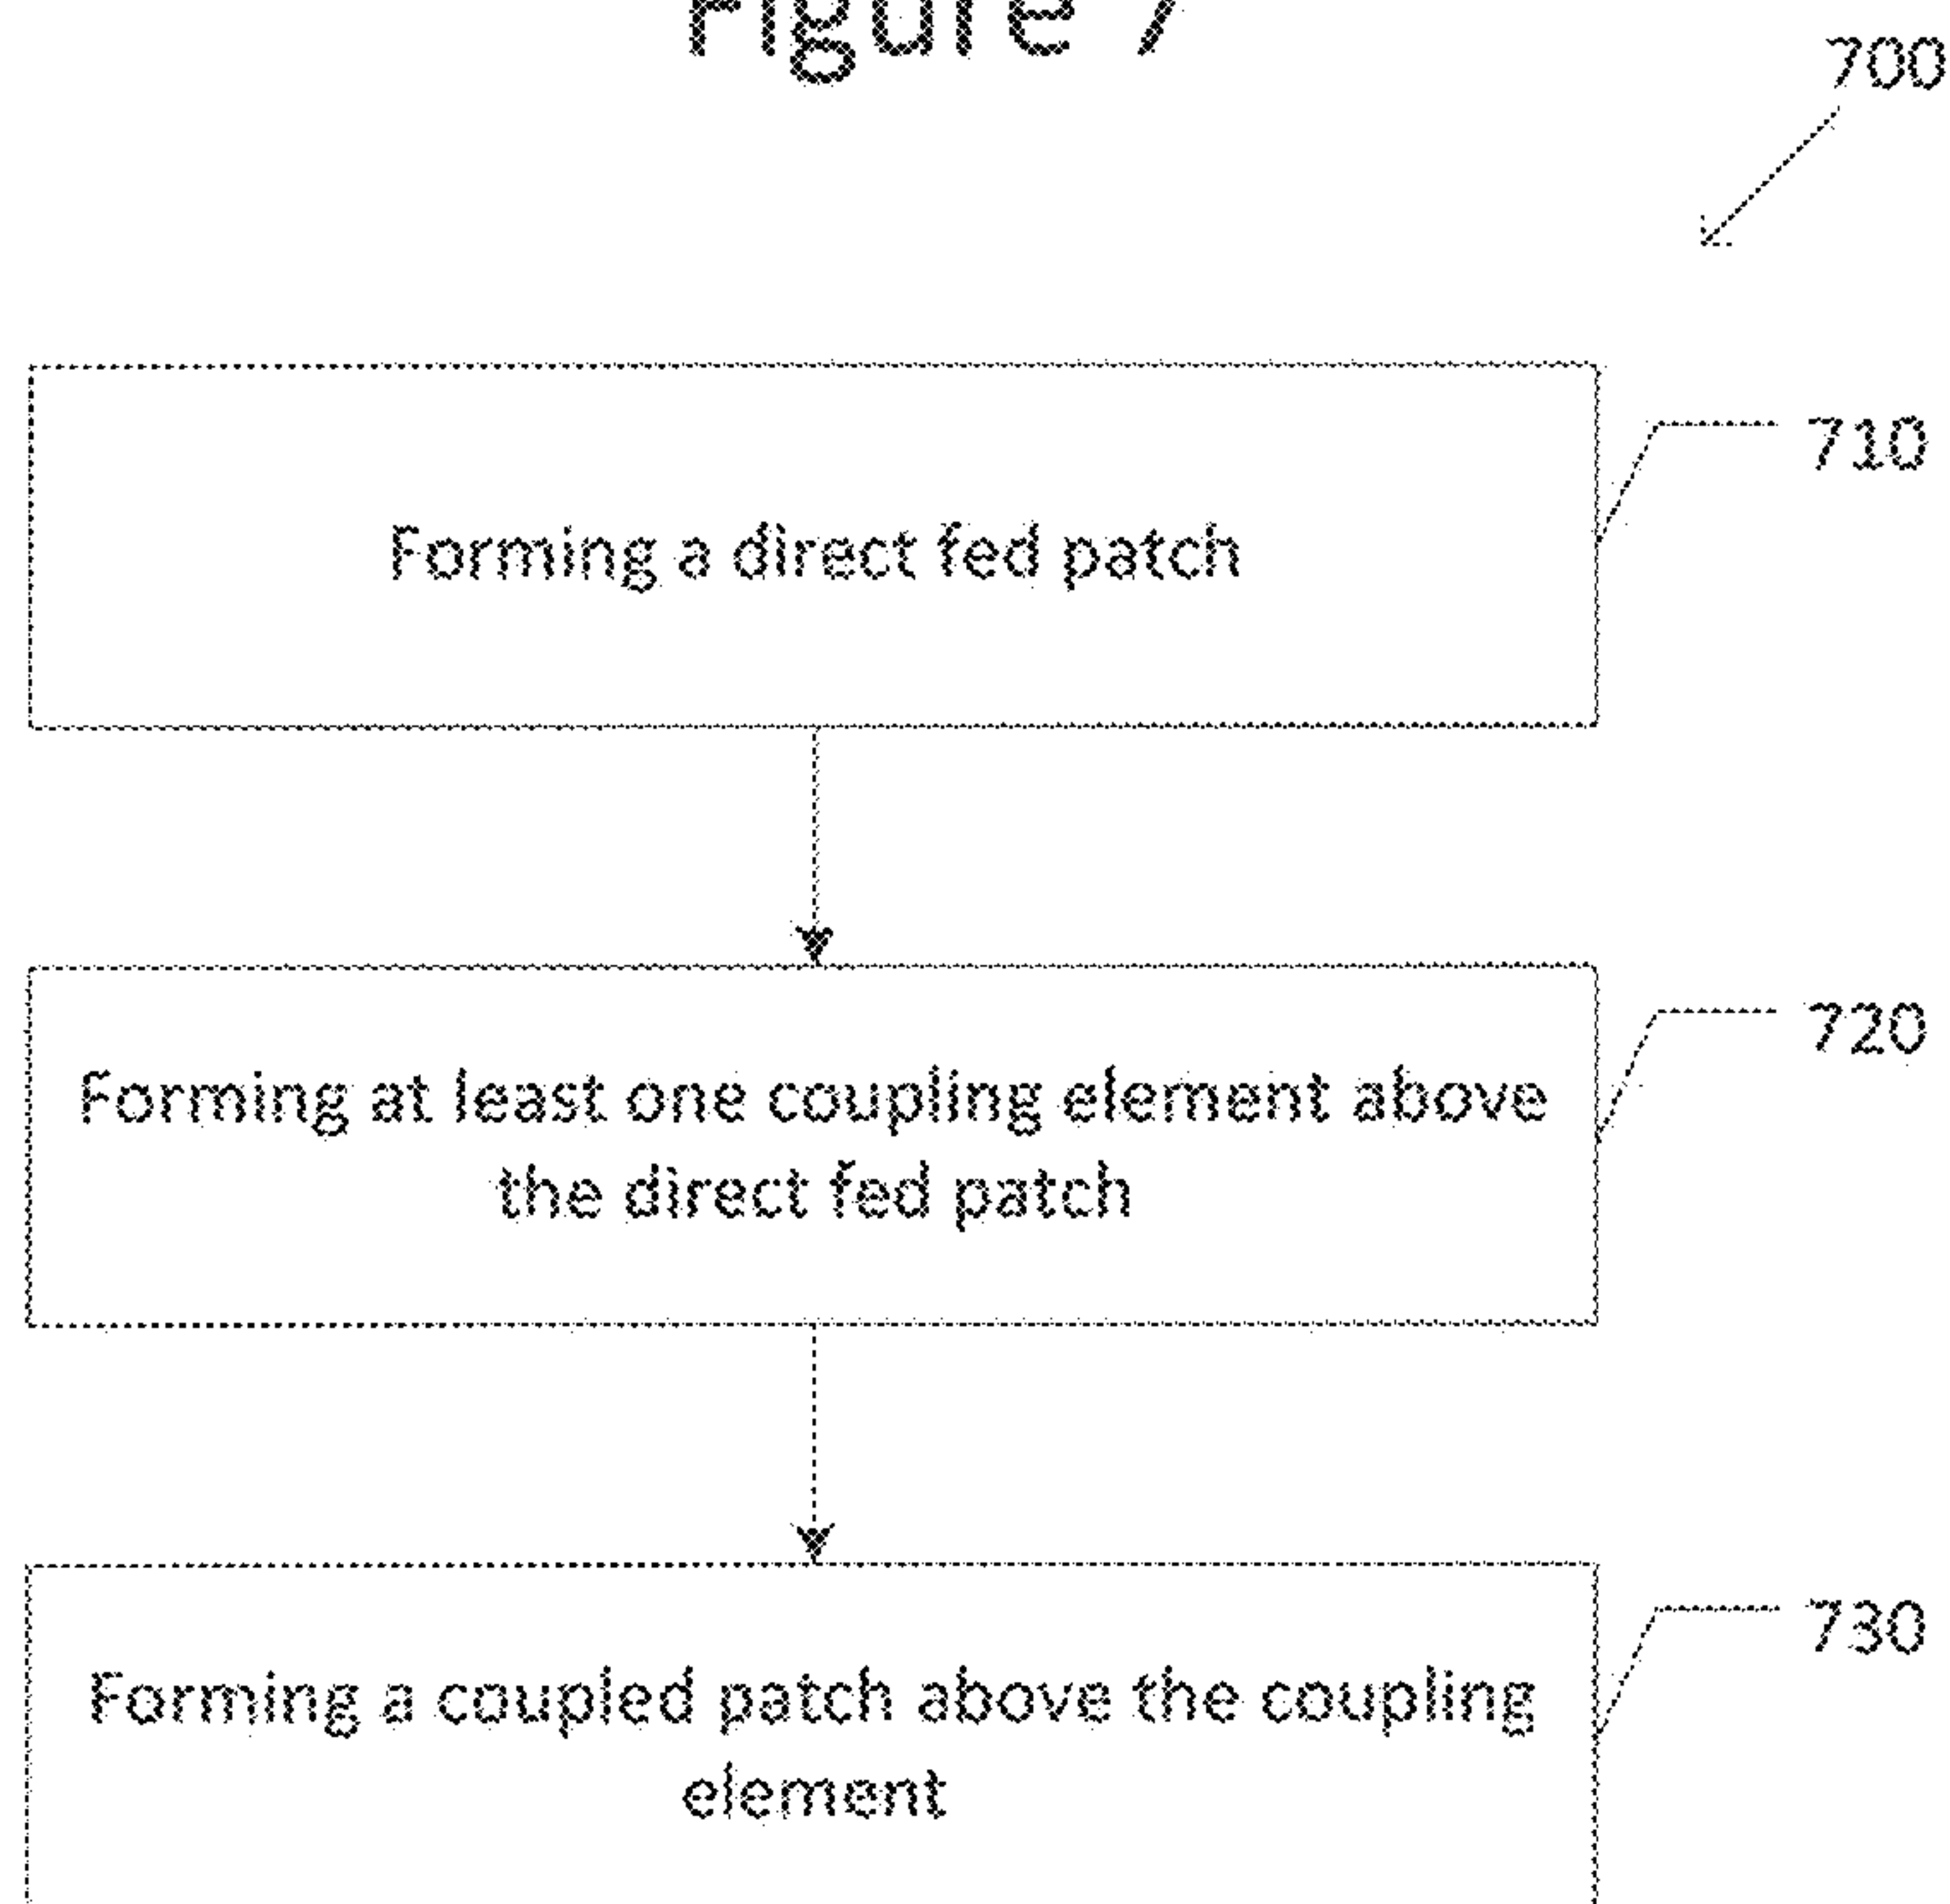 Figure 7
700
Forming a direct fed patch
710
Forming at least one coupling element above
the direct fed patch
720
Forming a coupled patch above the coupling
element
730